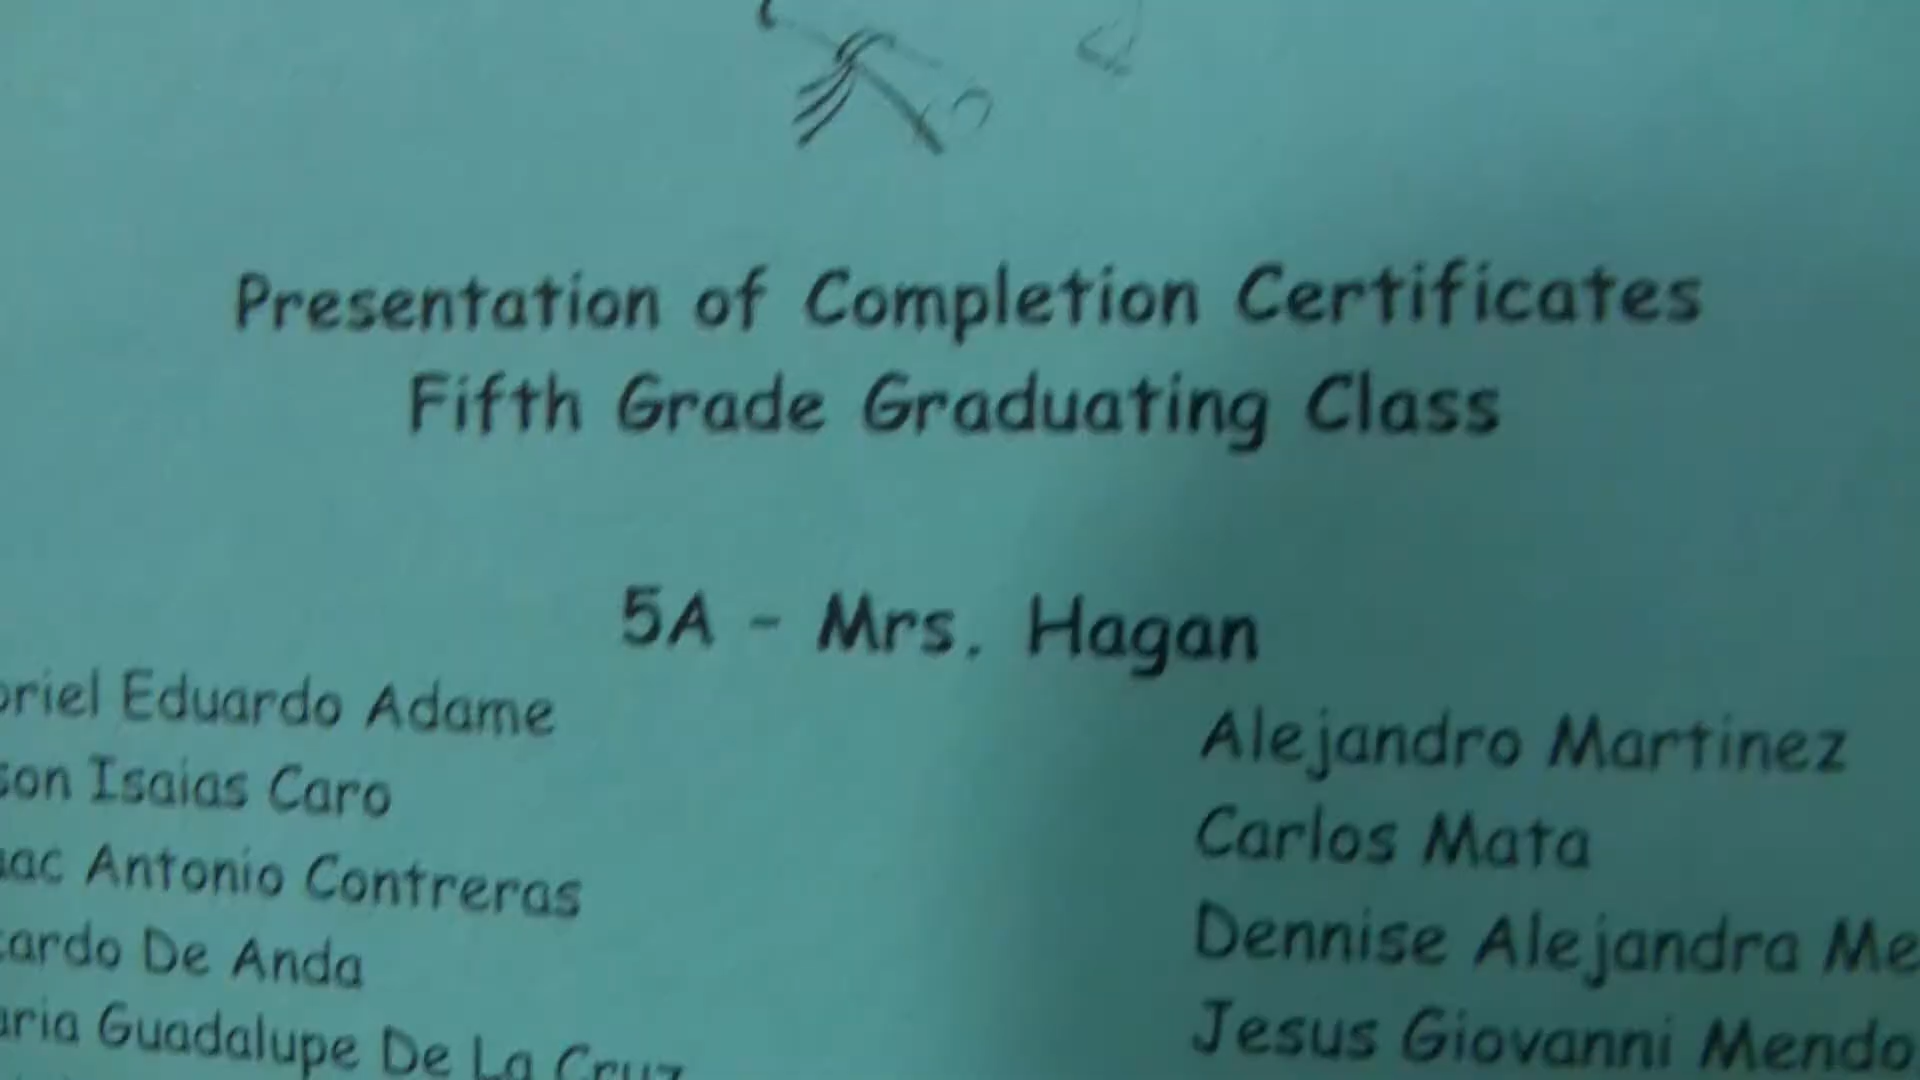 Presentation of Completion Certificates
Fifth Grade Graduating Class
5A - Mrs. Hagan
Eduardo Adame
Isaias Caro
Antonio Contreras
De Anda
Guadalupe De La Cruz
Alejandro Martinez
Carlos Mata
Dennise Alejandra
Jesus Giovanni